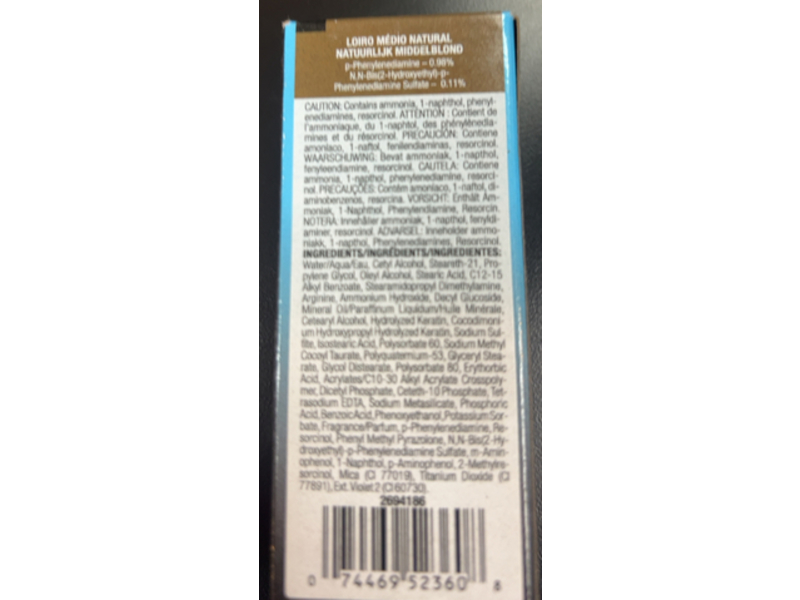 LOIRO MÉDIO NATURAL
NATUURLIJK MIDDELBLOND
p-Phenylenediamine – 0.98%
N,N-Bis(2-Hydroxyethyl)-p-
Phenylenediamine Sulfate – 0.11%
CAUTION: Contains ammonia, 1-naphthol, phenyl-
enediamines, resorcinol. ATTENTION : Contient de
l'ammoniaque, du 1-naphtol, des phénylènedia-
mines et du résorcinol. PRECAUCIÓN: Contiene
amoníaco, 1-naftol, fenilendiaminas, resorcinol.
WAARSCHUWING: Bevat ammoniak, 1-napthol,
fenyleendiamine, resorcinol. CAUTELA: Contiene
ammonia, 1-napthol, phenylenediamine, resorci-
nol. PRECAUÇÕES: Contém amoníaco, 1-naftol, di-
aminobenzenos, resorcina. VORSICHT: Enthält Am-
moniak, 1-Naphthol, Phenylendiamine, Resorcin.
NOTERA: Innehåller ammoniak, 1-napthol, fenyldi-
aminer, resorcinol. ADVARSEL: Inneholder ammo-
niakk, 1-napthol, Phenylenediamines, Resorcinol.
INGREDIENTS/INGRÉDIENTS/INGREDIENTES:
Water/Aqua/Eau, Cetyl Alcohol, Steareth-21, Pro-
pylene Glycol, Oleyl Alcohol, Stearic Acid, C12-15
Alkyl Benzoate, Stearamidopropyl Dimethylamine,
Arginine, Ammonium Hydroxide, Decyl Glucoside,
Mineral Oil/Paraffinum Liquidum/Huile Minérale,
Cetearyl Alcohol, Hydrolyzed Keratin, Cocodimoni-
um Hydroxypropyl Hydrolyzed Keratin, Sodium Sul-
fite, Isostearic Acid, Polysorbate 60, Sodium Methyl
Cocoyl Taurate, Polyquaternium-53, Glyceryl Stea-
rate, Glycol Distearate, Polysorbate 80, Erythorbic
Acid, Acrylates/C10-30 Alkyl Acrylate Crosspoly-
mer, Dicetyl Phosphate, Ceteth-10 Phosphate, Tet-
rasodium EDTA, Sodium Metasilicate, Phosphoric
Acid, Benzoic Acid, Phenoxyethanol, Potassium Sor-
bate, Fragrance/Parfum, p-Phenylenediamine, Re-
sorcinol, Phenyl Methyl Pyrazolone, N,N-Bis(2-Hy-
droxyethyl)-p-Phenylenediamine Sulfate, m-Amin-
ophenol, 1-Naphthol, p-Aminophenol, 2-Methylre-
sorcinol, Mica (CI 77019), Titanium Dioxide (CI
77891), Ext. Violet 2 (CI 60730).
2694186
0 74469 52360 8